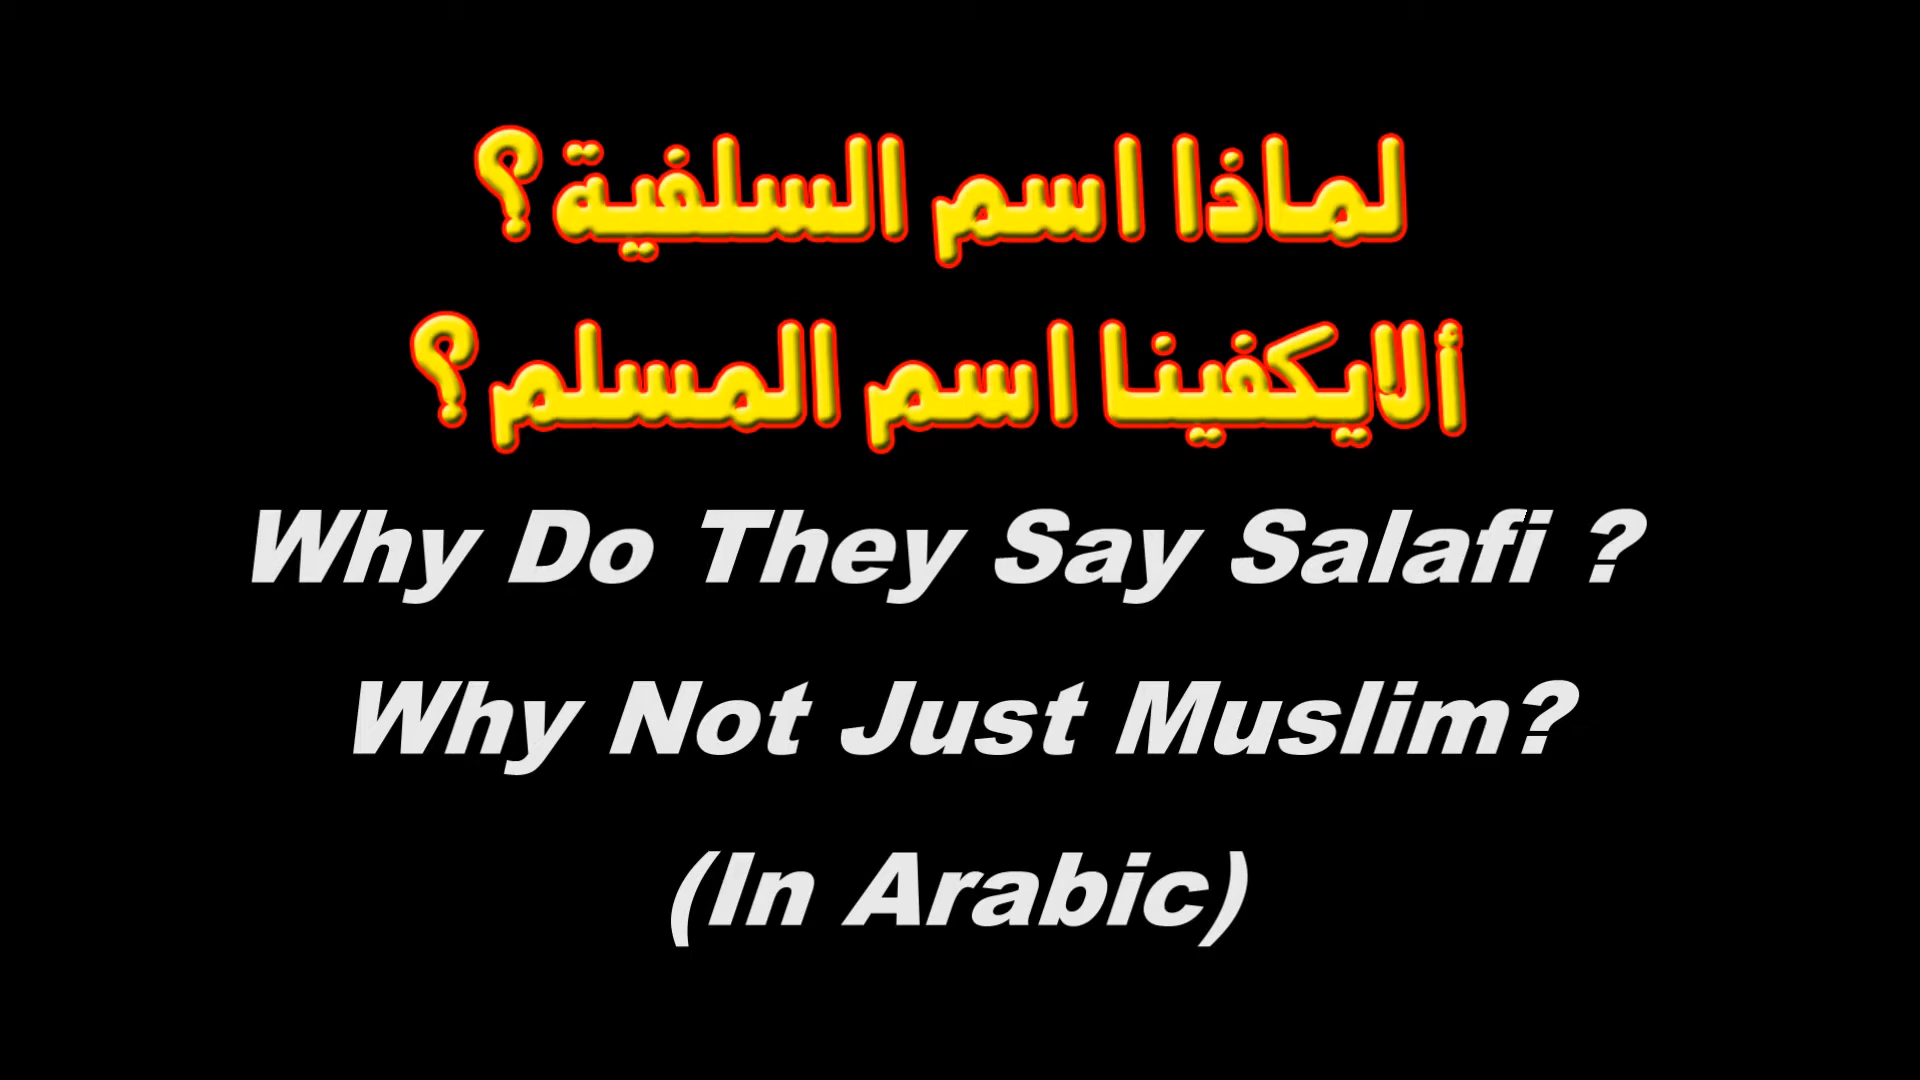 لماذا اسم السلفية؟
ألايكفينا اسم المسلم؟
Why Do They Say Salafi ?
Why Not Just Muslim?
(In Arabic)